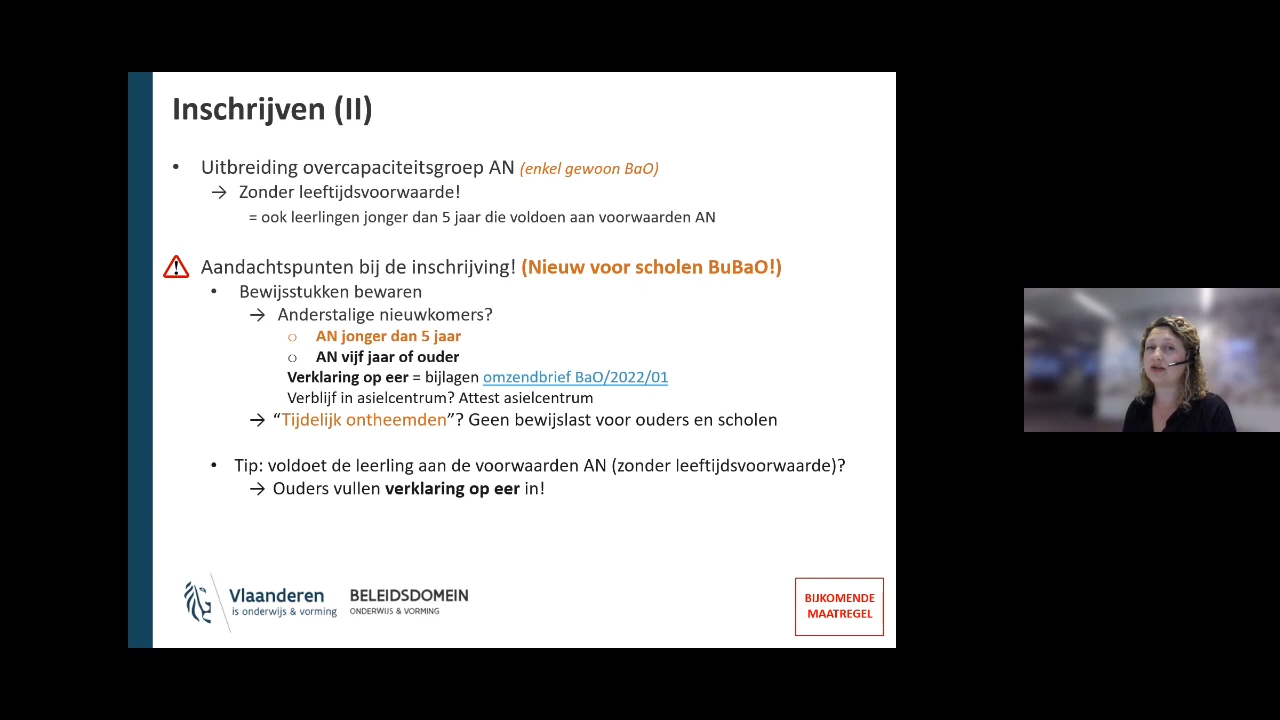 Inschrijven (II)
• Uitbreiding overcapaciteitsgroep AN (enkel gewoon BaO)
→ Zonder leeftijdsvoorwaarde!
= ook leerlingen jonger dan 5 jaar die voldoen aan voorwaarden AN
Aandachtspunten bij de inschrijving! (Nieuw voor scholen BuBaO!)
• Bewijsstukken bewaren
→ Anderstalige nieuwkomers?
○ AN jonger dan 5 jaar
○ AN vijf jaar of ouder
Verklaring op eer = bijlagen omzendbrief BaO/2022/01
Verblijf in asielcentrum? Attest asielcentrum
→ “Tijdelijk ontheemden”? Geen bewijslast voor ouders en scholen
• Tip: voldoet de leerling aan de voorwaarden AN (zonder leeftijdsvoorwaarde)?
→ Ouders vullen verklaring op eer in!
Vlaanderen
is onderwijs & vorming
BELEIDSDOMEIN
ONDERWIJS & VORMING
BIJKOMENDE
MAATREGEL